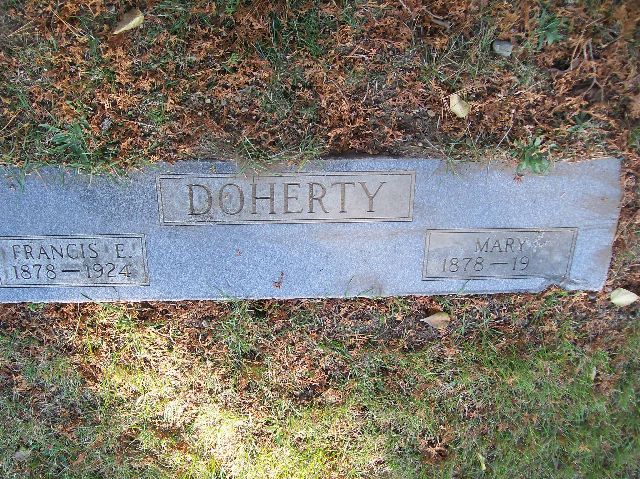 DOHERTY
FRANCIS E.
1878—1924
MARY
1878—19